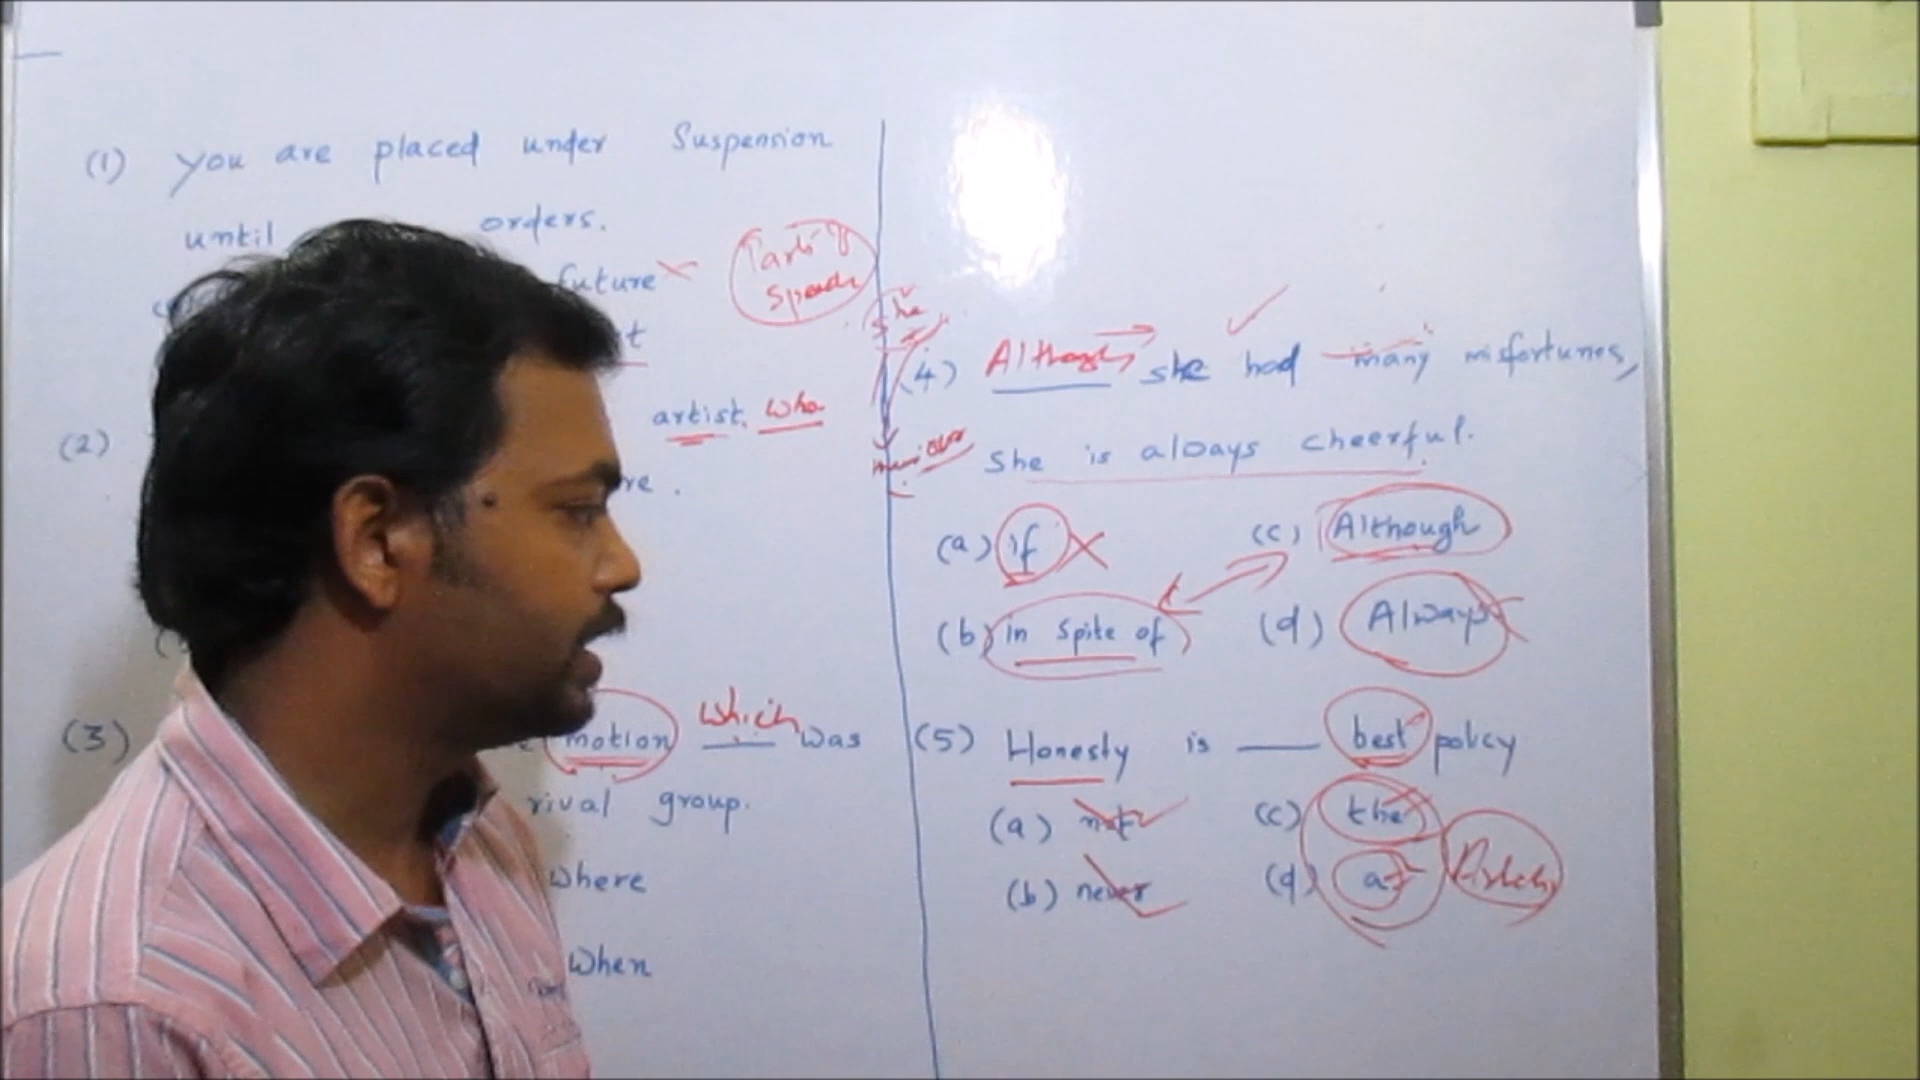 (1) You are placed under Suspension
until orders.
future
Parts of
Speech
(2) artist. who
(3) motion which was
rival group.
Where
When
She
(4) Although she had many misfortunes,
She is always cheerful.
(a) if (c) Although
(b) in spite of (d) Always
(5) Honesty is ___ best policy
(a) not (c) the
(b) never (d) a